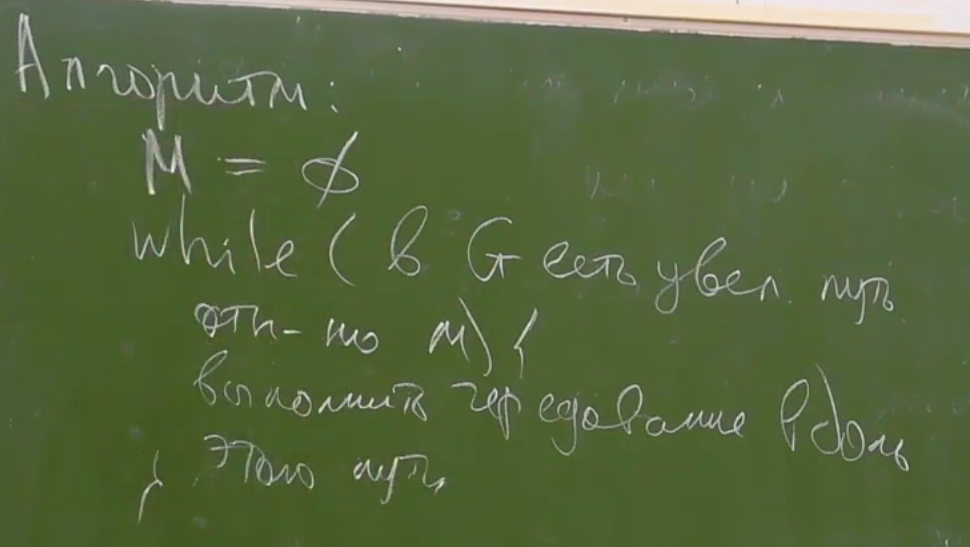 Алгоритм:
M = ∅
while ( в G есть увел. путь
отн-но M) {
выполнить чередование вдоль
этого пути
}